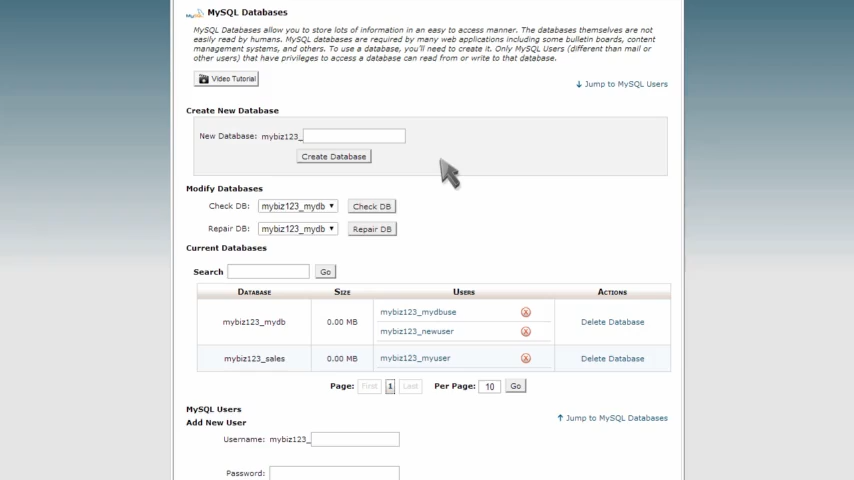 MySQL Databases
MySQL Databases allow you to store lots of information in an easy to access manner. The databases themselves are not
easily read by humans. MySQL databases are required by many web applications including some bulletin boards, content
management systems, and others. To use a database, you'll need to create it. Only MySQL Users (different than mail or
other users) that have privileges to access a database can read from or write to that database.
Video Tutorial
Jump to MySQL Users
Create New Database
New Database: mybiz123_
Create Database
Modify Databases
Check DB: mybiz123_mydb Check DB
Repair DB: mybiz123_mydb Repair DB
Current Databases
Search Go
DATABASE SIZE USERS ACTIONS
mybiz123_mydb 0.00 MB mybiz123_mydbuse Delete Database
mybiz123_newuser
mybiz123_sales 0.00 MB mybiz123_myuser Delete Database
Page: First 1 Last Per Page: 10 Go
MySQL Users
Jump to MySQL Databases
Add New User
Username: mybiz123_
Password: